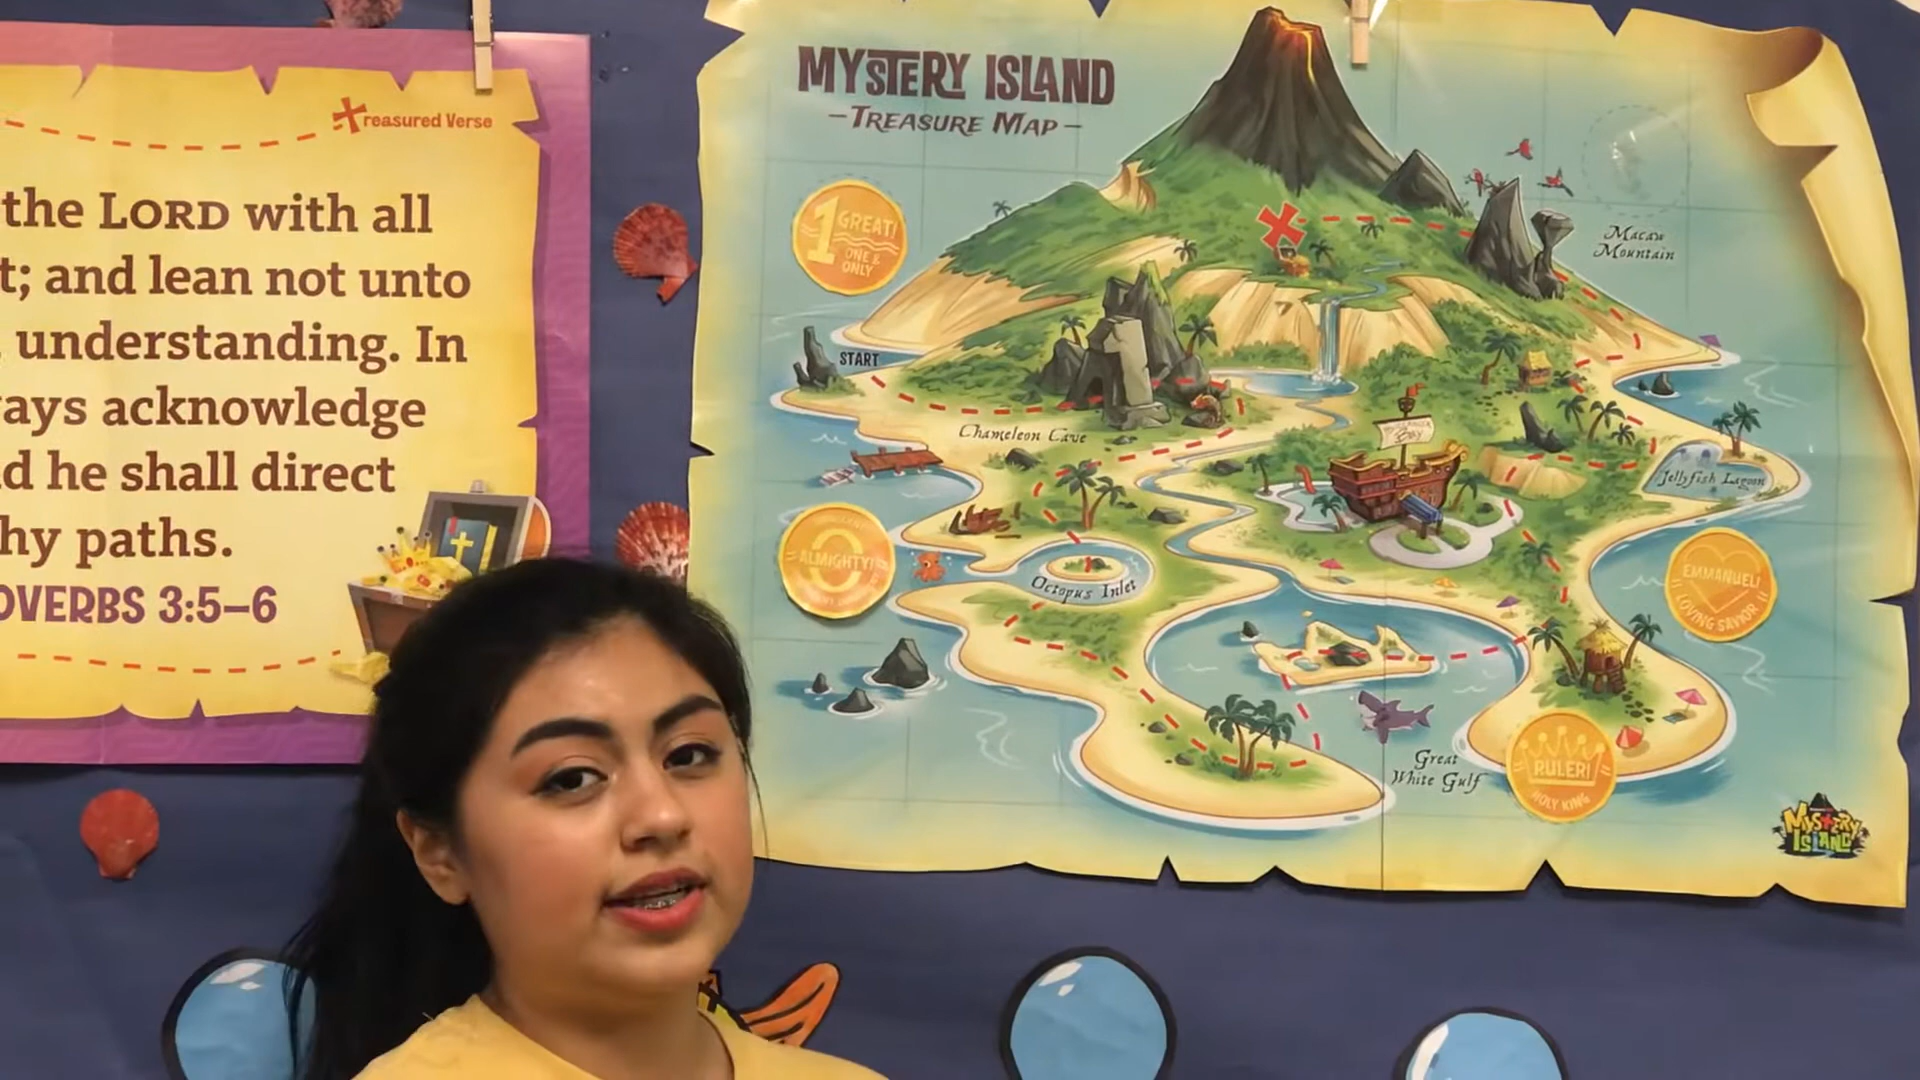 reasured Verse
the LORD with all
t; and lean not unto
understanding. In
ays acknowledge
d he shall direct
hy paths.
OVERBS 3:5–6
MYSTERY ISLAND
–TREASURE MAP–
1 GREAT!
ONE &
ONLY
START
Macaw
Mountain
Chameleon Cave
BAY
Jellyfish Lagoon
ALMIGHTY!
Octopus Inlet
EMMANUEL!
LOVING SAVIOR
Great
White Gulf
RULER!
HOLY KING
MYSTERY
ISLAND